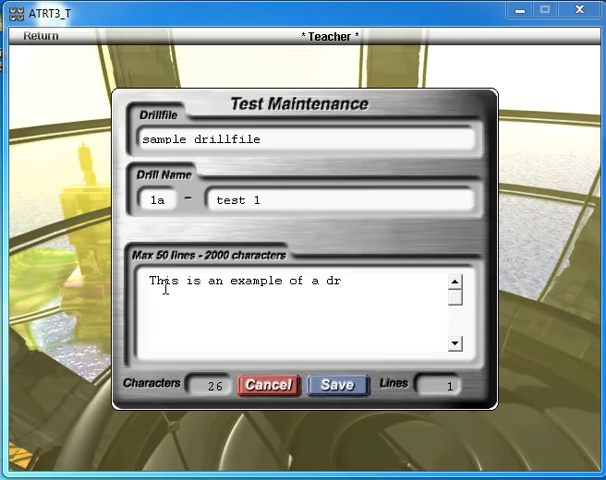 ATRT3_T
Return
* Teacher *
Test Maintenance
Drillfile
sample drillfile
Drill Name
1a - test 1
Max 50 lines - 2000 characters
This is an example of a dr
Characters 26 Cancel Save Lines 1